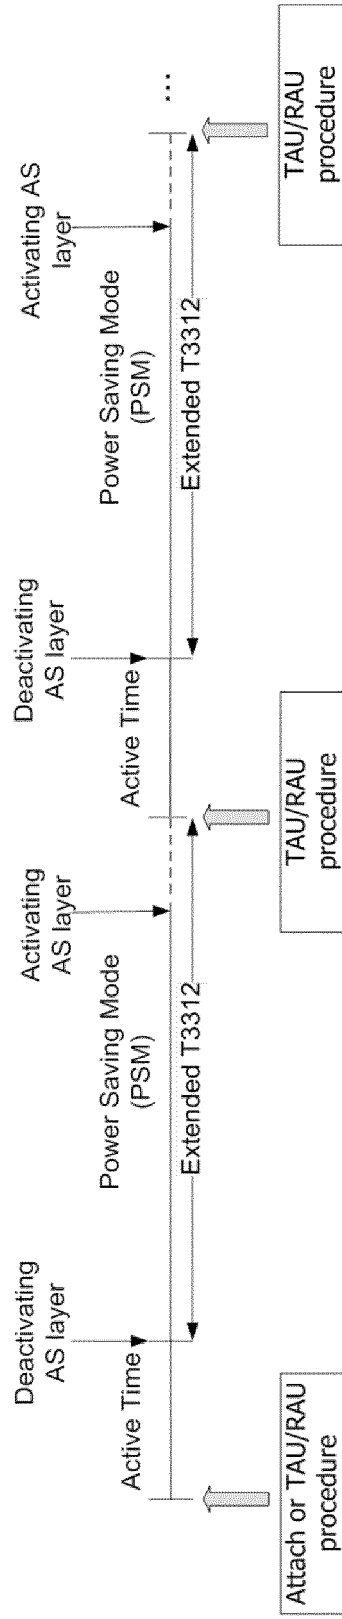 Deactivating
AS layer
Activating
AS layer
Deactivating
AS layer
Activating AS
layer
Active Time
Power Saving Mode
(PSM)
Active Time
Power Saving Mode
(PSM)
...
Extended T3312
Extended T3312
Attach or TAU/RAU
procedure
TAU/RAU
procedure
TAU/RAU
procedure